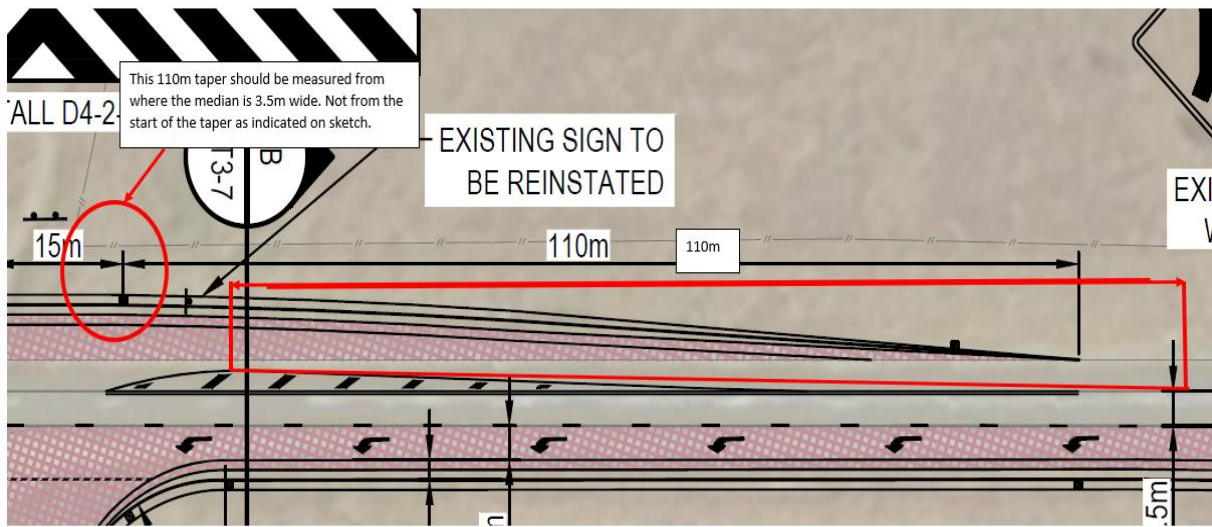 This 110m taper should be measured from
where the median is 3.5m wide. Not from the
start of the taper as indicated on sketch.
TALL D4-2-
B
T3-7
EXISTING SIGN TO
BE REINSTATED
EXI
W
15m
110m
110m
.5m